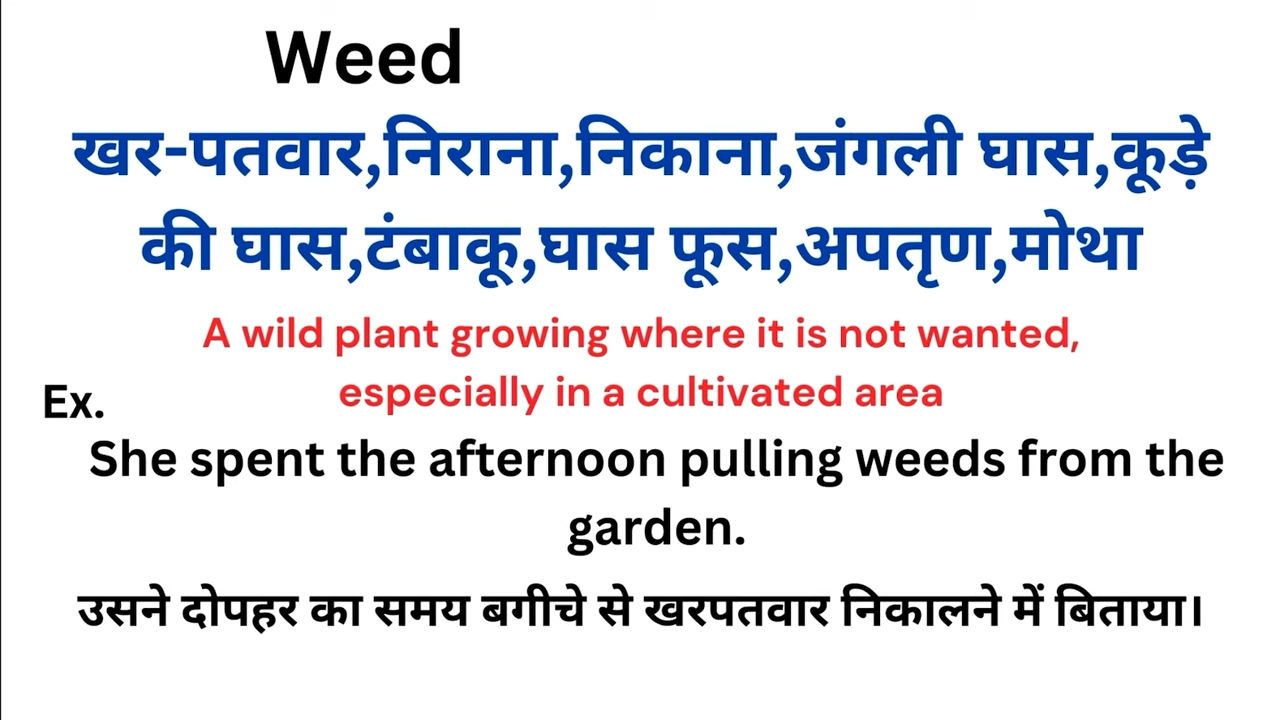 Weed
खर-पतवार,निराना,निकाना,जंगली घास,कूड़े
की घास,टंबाकू,घास फूस,अपतृण,मोथा
A wild plant growing where it is not wanted,
especially in a cultivated area
Ex.
She spent the afternoon pulling weeds from the
garden.
उसने दोपहर का समय बगीचे से खरपतवार निकालने में बिताया।